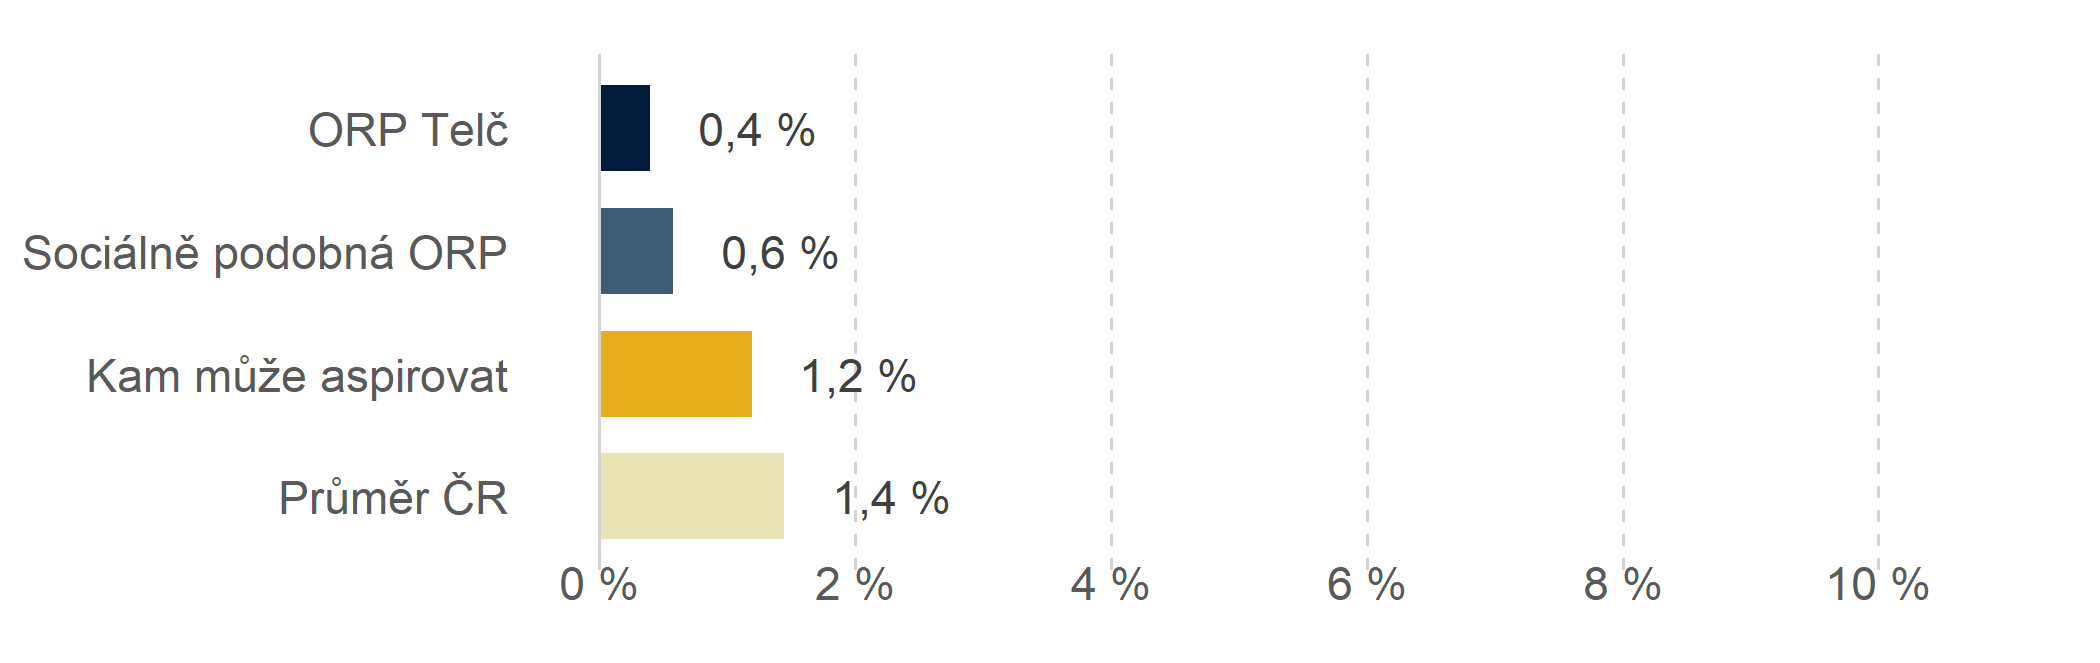 ORP Telč
0,4 %
Sociálně podobná ORP
0,6 %
Kam může aspirovat
1,2 %
Průměr ČR
1,4 %
0 %
2 %
4 %
6 %
8 %
10 %